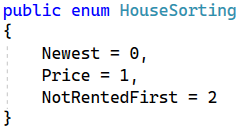 public enum HouseSorting
{
    Newest = 0,
    Price = 1,
    NotRentedFirst = 2
}